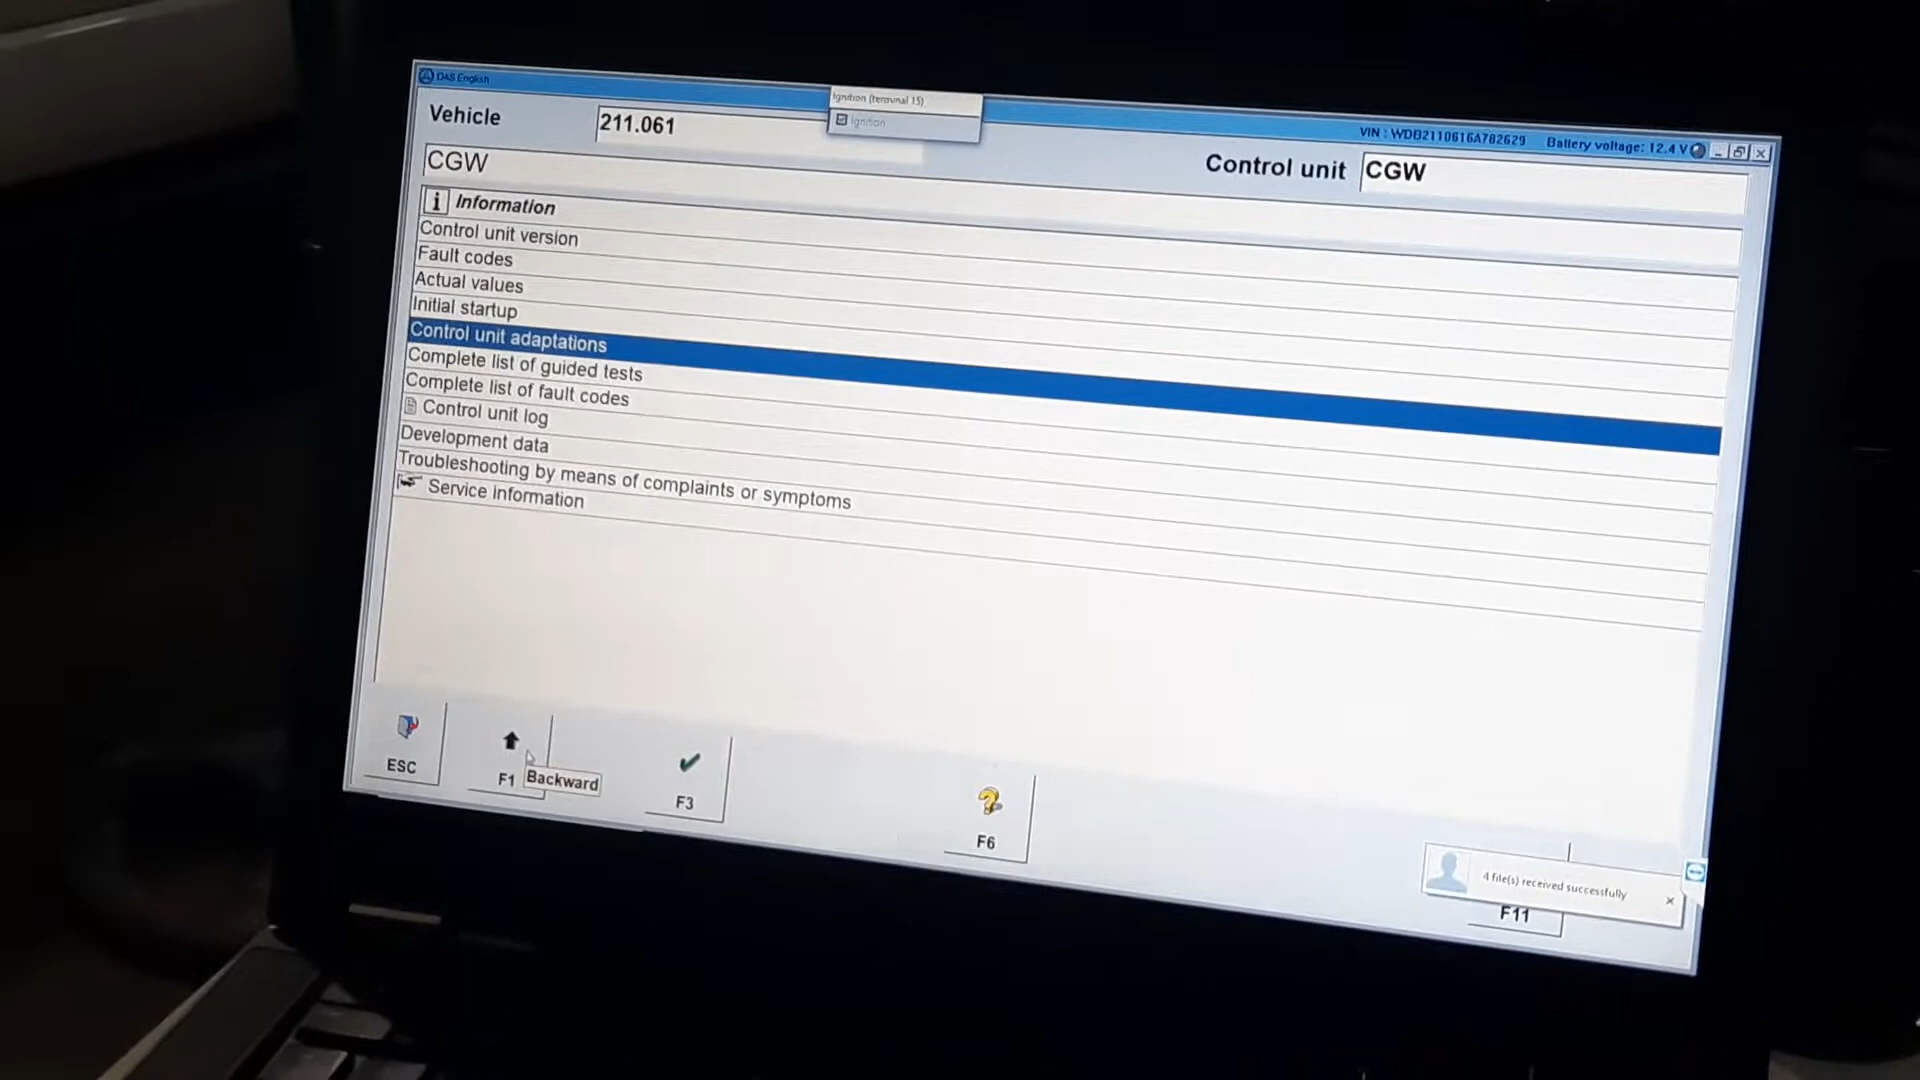 DAS English
Ignition (terminal 15)
Ignition
VIN : WDB2110616A782629 Battery voltage: 12.4 V
Vehicle 211.061
Control unit CGW
CGW
i Information
Control unit version
Fault codes
Actual values
Initial startup
Control unit adaptations
Complete list of guided tests
Complete list of fault codes
Control unit log
Development data
Troubleshooting by means of complaints or symptoms
Service information
ESC
F1
Backward
F3
F6
4 file(s) received successfully
F11